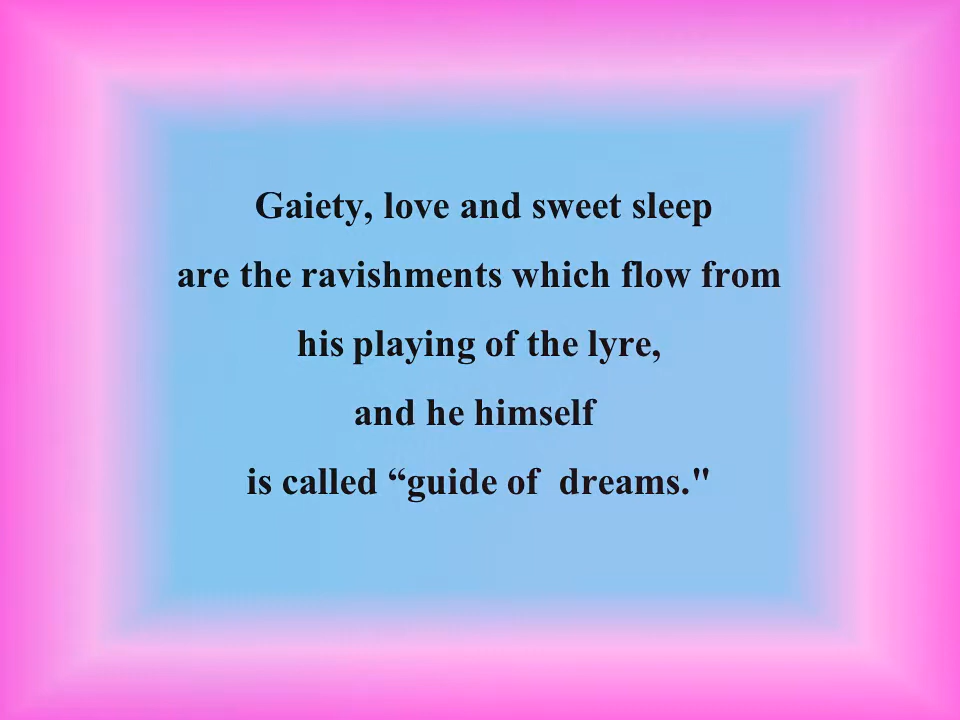 Gaiety, love and sweet sleep
are the ravishments which flow from
his playing of the lyre,
and he himself
is called “guide of  dreams."